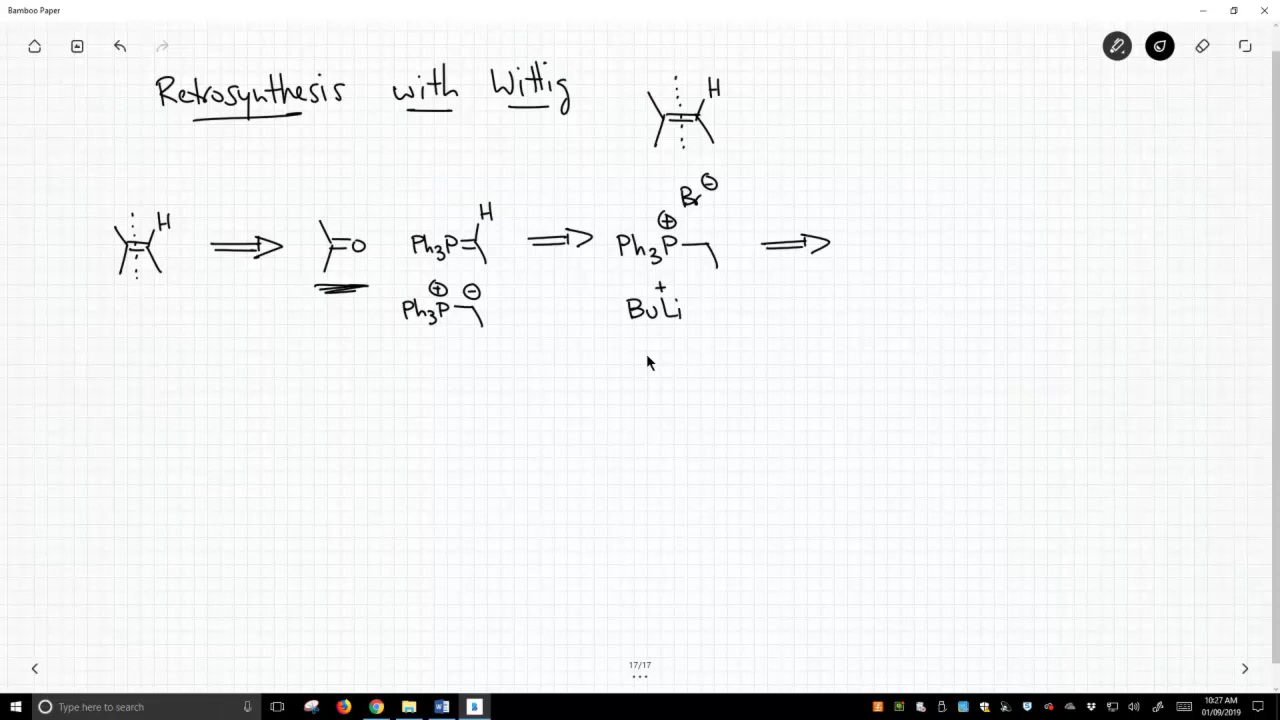 Bamboo Paper
Retrosynthesis with Wittig
H
Br ⊖
H
H
O
Ph₃P
⊕
Ph₃P
⊕ ⊖
Ph₃P
+
BuLi
17/17
Type here to search
10:27 AM
01/09/2019